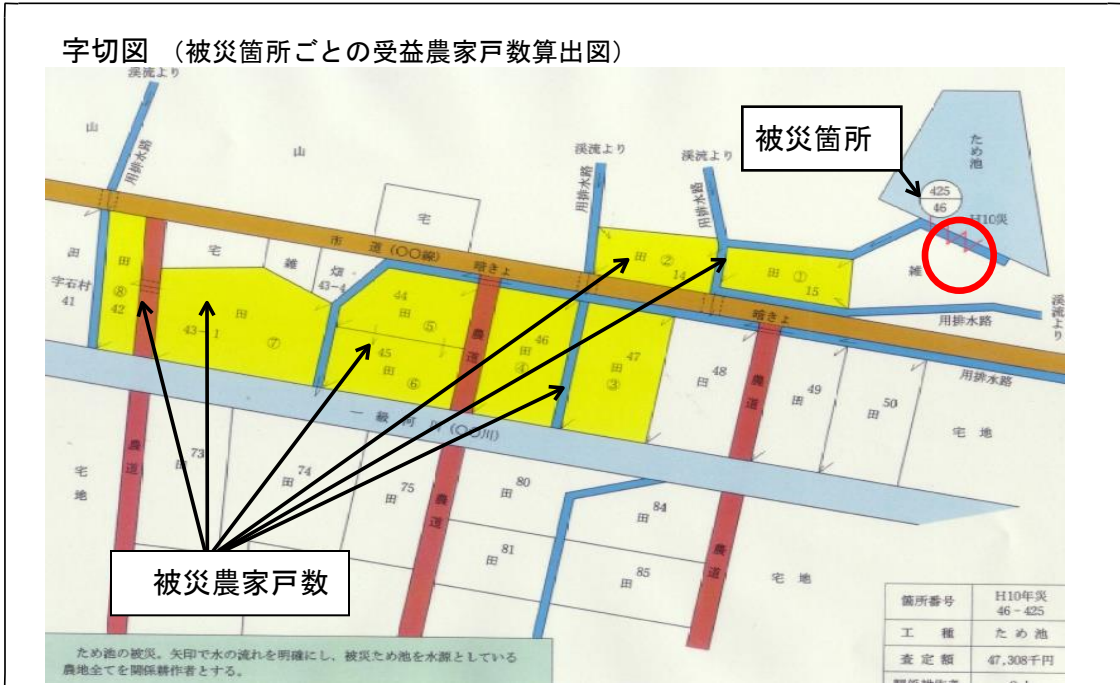 字切図 （被災箇所ごとの受益農家戸数算出図）
渓流より
山
用排水路
山
渓流より
用排水路
渓流より
用排水路
被災箇所
ため池
425
46
H10災
雑
宅
市 道 (〇〇線)
暗きょ
田 ②
14
田 ①
15
用排水路
渓流より
田
字石村
41
田
⑧
42
宅
雑
畑
43-4
田
43-1
⑦
44
田 ⑤
45
田 ⑥
農道
46
田
④
47
田
③
暗きょ
48
田
農道
49
田
50
田
用排水路
宅 地
一 級 河 川 (〇〇川)
宅地
農道
73
田
74
田
75
田
農道
80
田
81
田
84
田
85
田
農道
宅 地
被災農家戸数
ため池の被災。矢印で水の流れを明確にし、被災ため池を水源としている
農地全てを関係耕作者とする。
箇所番号 H10年災
46－425
工 種 ため池
査定額 47,308千円